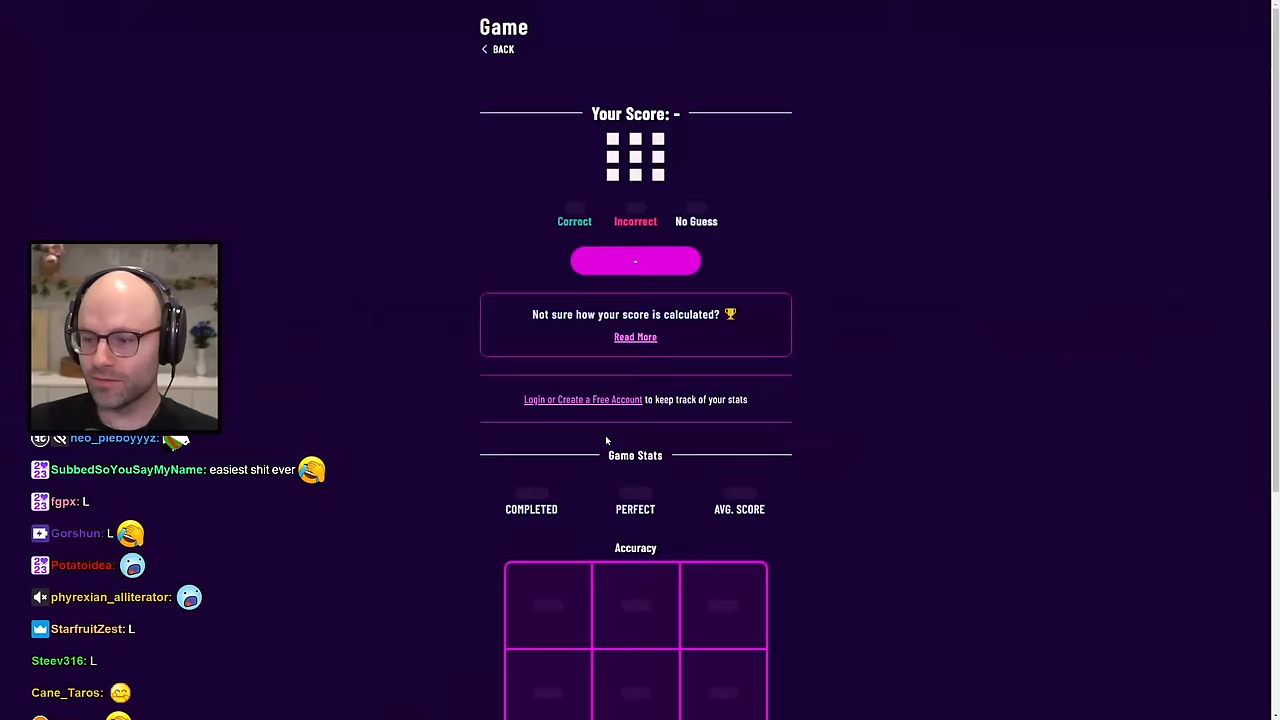 Game
BACK
Your Score: -
Correct Incorrect No Guess
-
Not sure how your score is calculated? 🏆
Read More
Login or Create a Free Account to keep track of your stats
Game Stats
COMPLETED PERFECT AVG. SCORE
Accuracy
neo_pieboyyyz:
SubbedSoYouSayMyName: easiest shit ever
fgpx: L
Gorshun: L
Potatoidea:
phyrexian_alliterator:
StarfruitZest: L
Steev316: L
Cane_Taros: